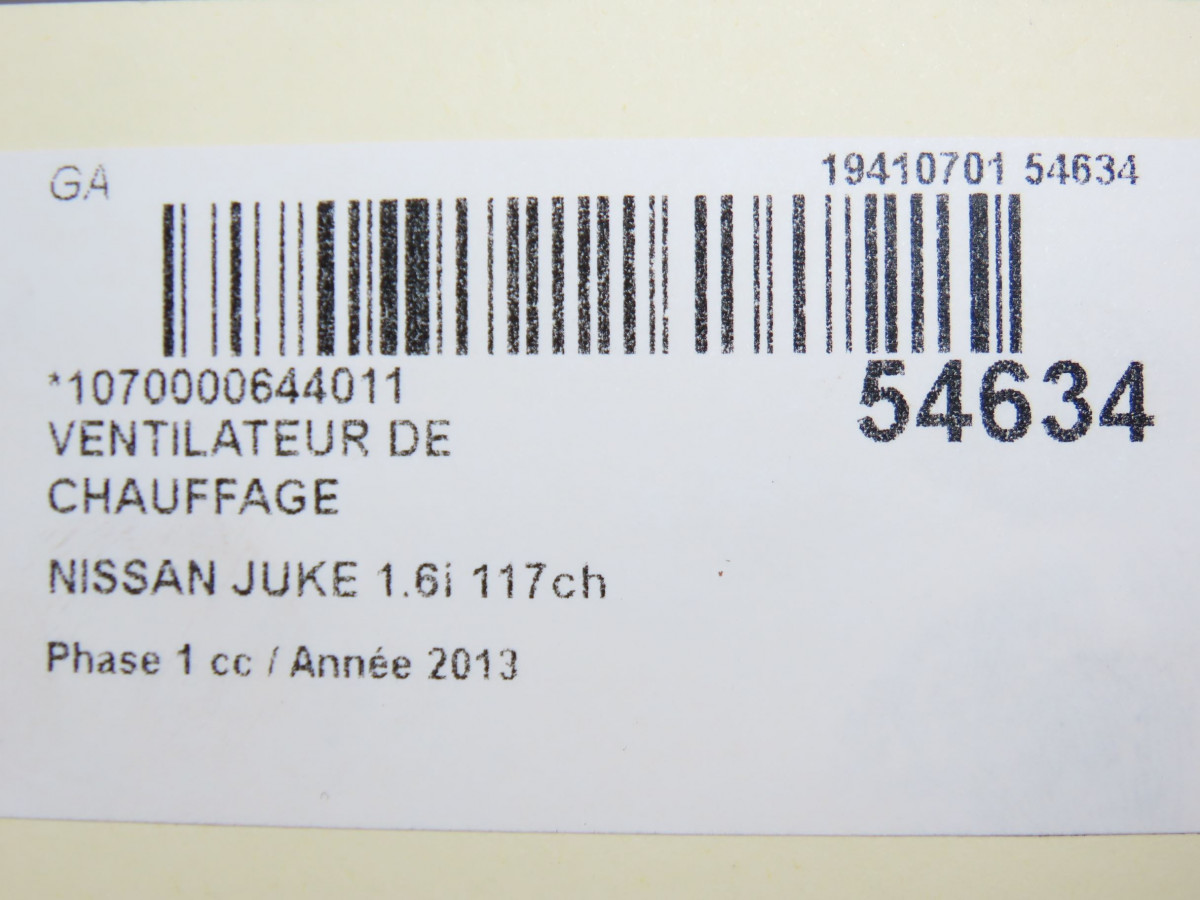 GA
19410701 54634
*1070000644011
54634
VENTILATEUR DE
CHAUFFAGE
NISSAN JUKE 1.6i 117ch
Phase 1 cc / Année 2013